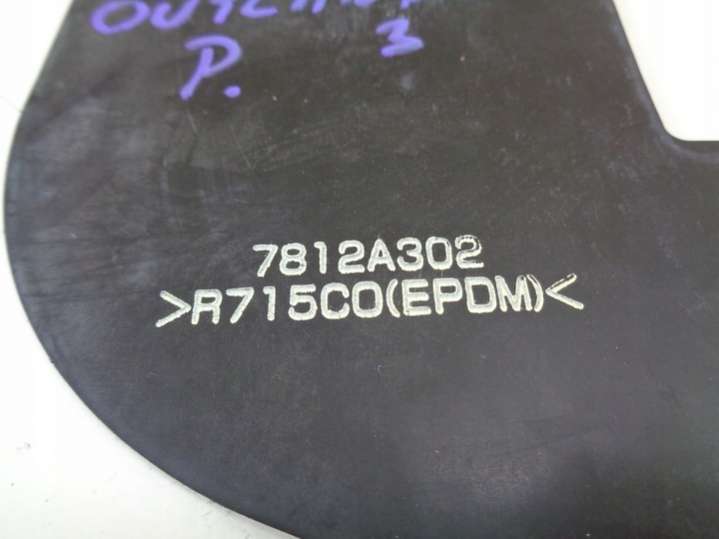 P. 3
7812A302
>R715CO(EPDM)<